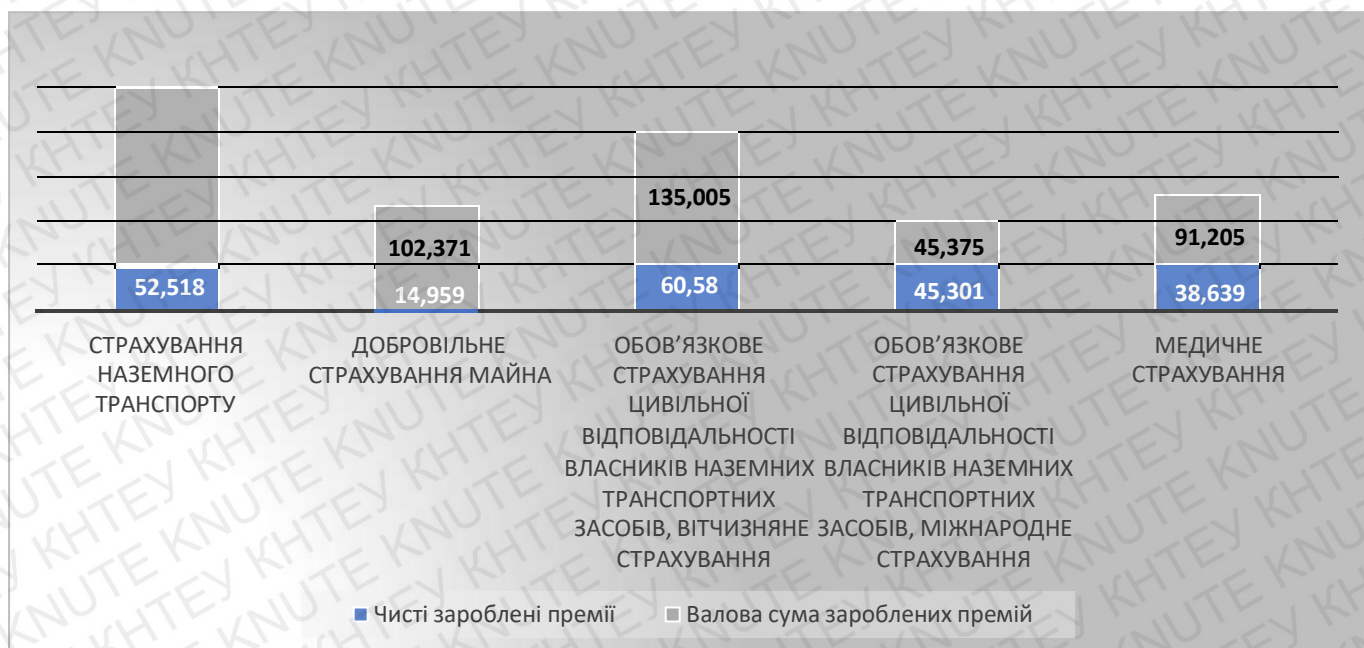 135,005
102,371
45,375
91,205
52,518
14,959
60,58
45,301
38,639
СТРАХУВАННЯ
НАЗЕМНОГО
ТРАНСПОРТУ
ДОБРОВІЛЬНЕ
СТРАХУВАННЯ МАЙНА
ОБОВ’ЯЗКОВЕ
СТРАХУВАННЯ
ЦИВІЛЬНОЇ
ВІДПОВІДАЛЬНОСТІ
ВЛАСНИКІВ НАЗЕМНИХ
ТРАНСПОРТНИХ
ЗАСОБІВ, ВІТЧИЗНЯНЕ
СТРАХУВАННЯ
ОБОВ’ЯЗКОВЕ
СТРАХУВАННЯ
ЦИВІЛЬНОЇ
ВІДПОВІДАЛЬНОСТІ
ВЛАСНИКІВ НАЗЕМНИХ
ТРАНСПОРТНИХ
ЗАСОБІВ, МІЖНАРОДНЕ
СТРАХУВАННЯ
МЕДИЧНЕ
СТРАХУВАННЯ
Чисті зароблені премії
Валова сума зароблених премій
КНТЕУ KNUTE